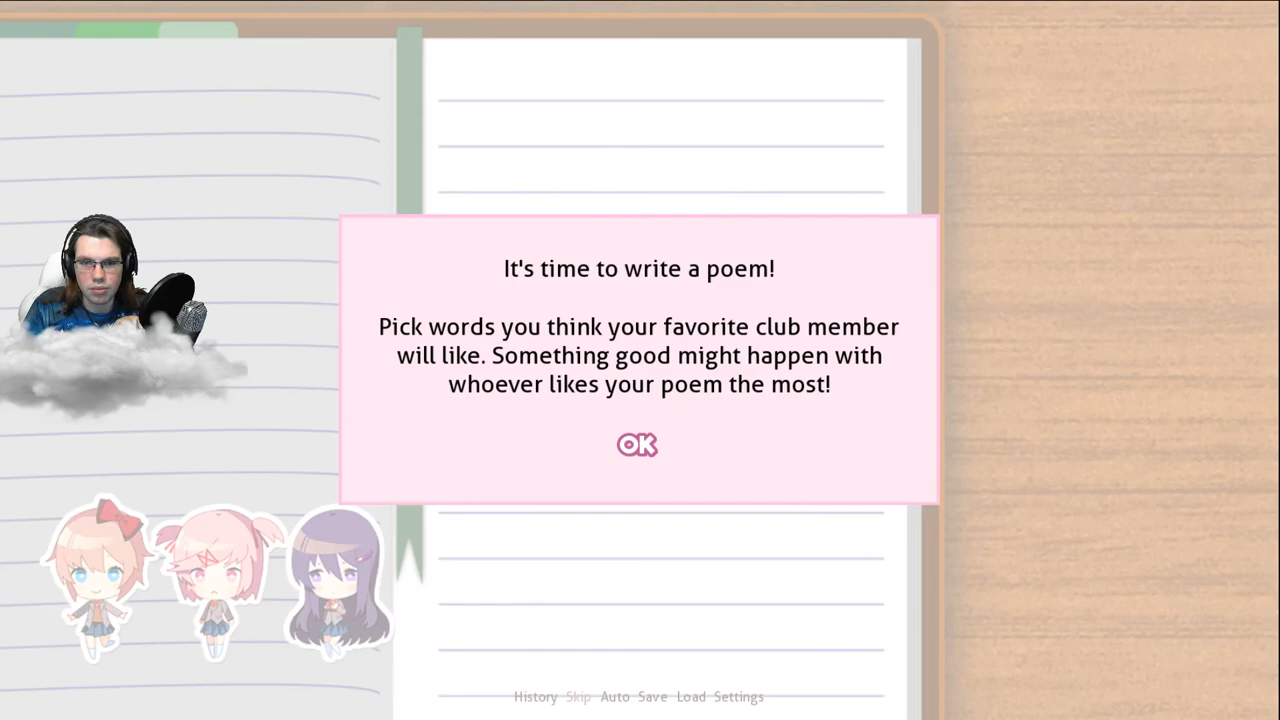 It's time to write a poem!
Pick words you think your favorite club member
will like. Something good might happen with
whoever likes your poem the most!
OK
History Skip Auto Save Load Settings